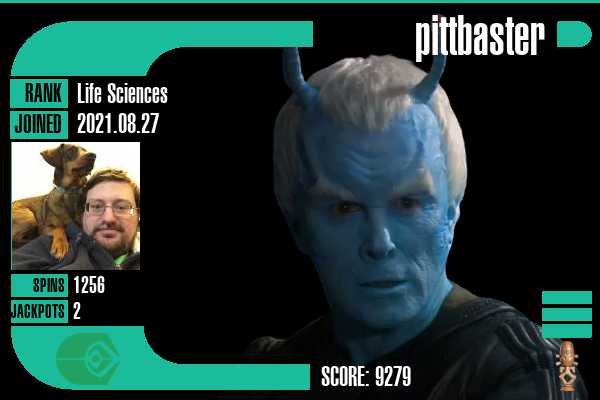 pittbaster
RANK Life Sciences
JOINED 2021.08.27
SPINS 1256
JACKPOTS 2
SCORE: 9279